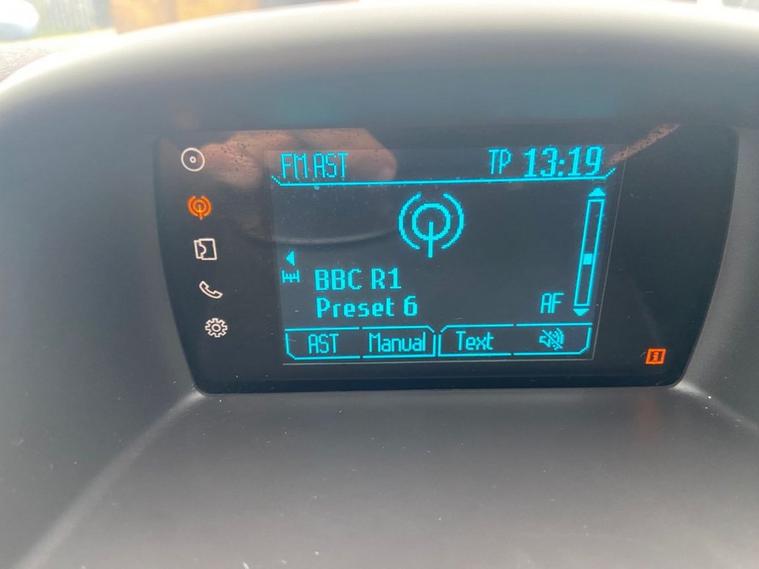 FM AST TP 13:19
BBC R1
Preset 6 AF
AST Manual Text